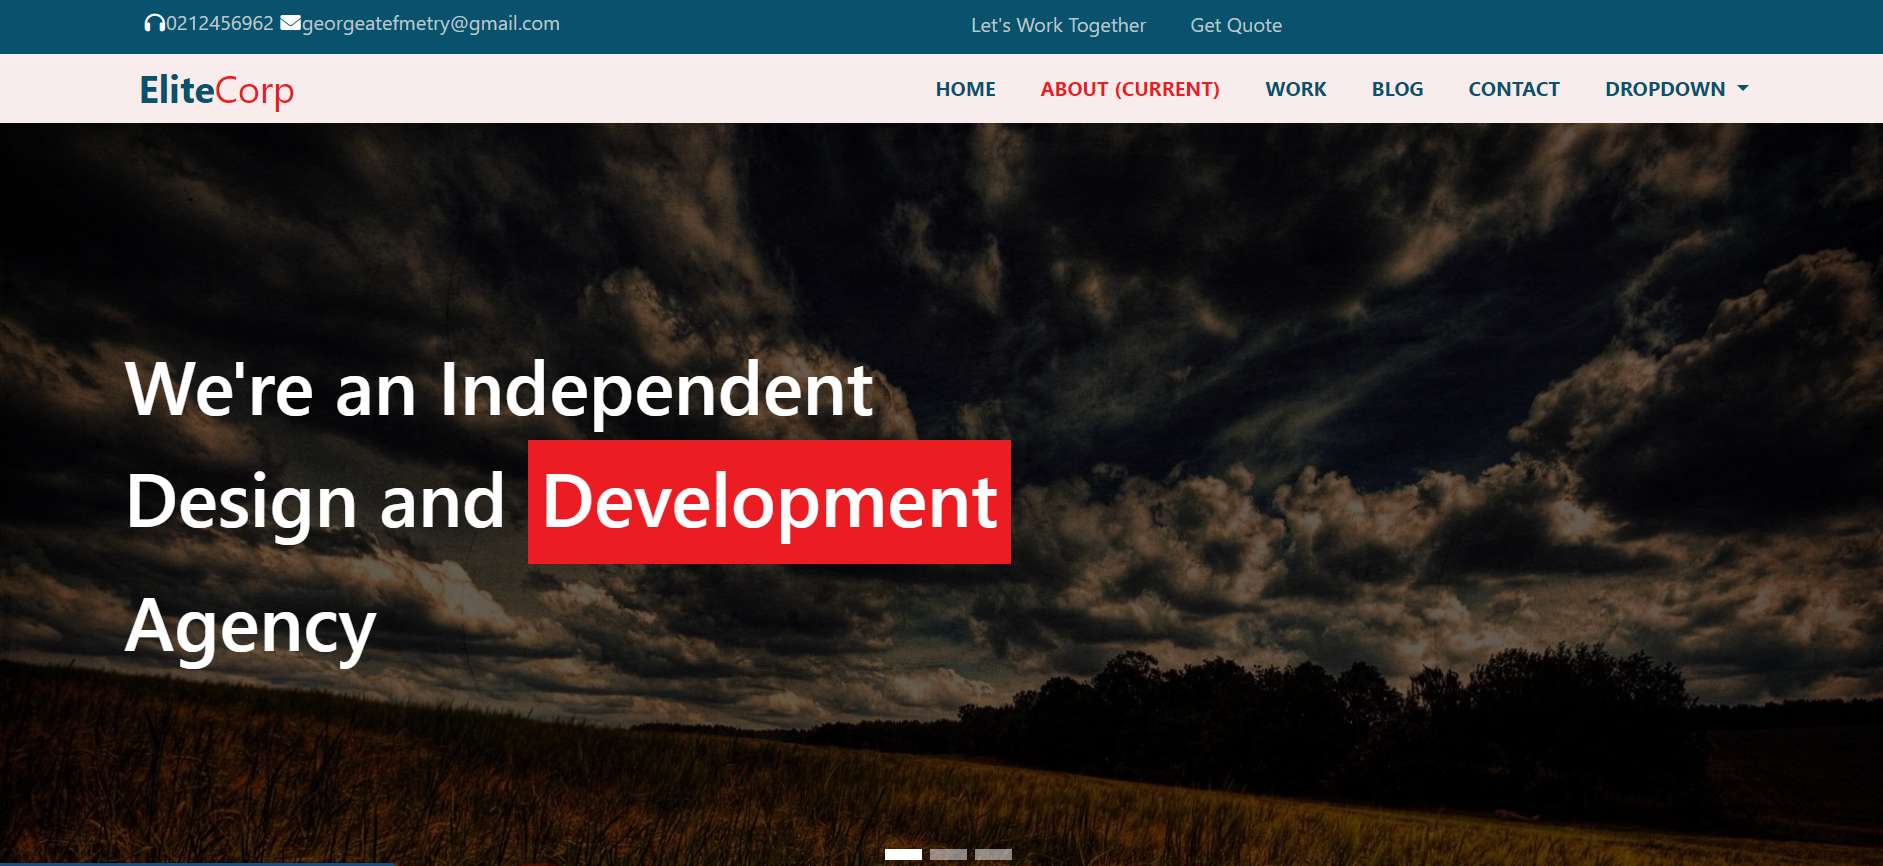 0212456962 georgeatefmetry@gmail.com Let's Work Together Get Quote
EliteCorp HOME ABOUT (CURRENT) WORK BLOG CONTACT DROPDOWN
We're an Independent
Design and Development
Agency